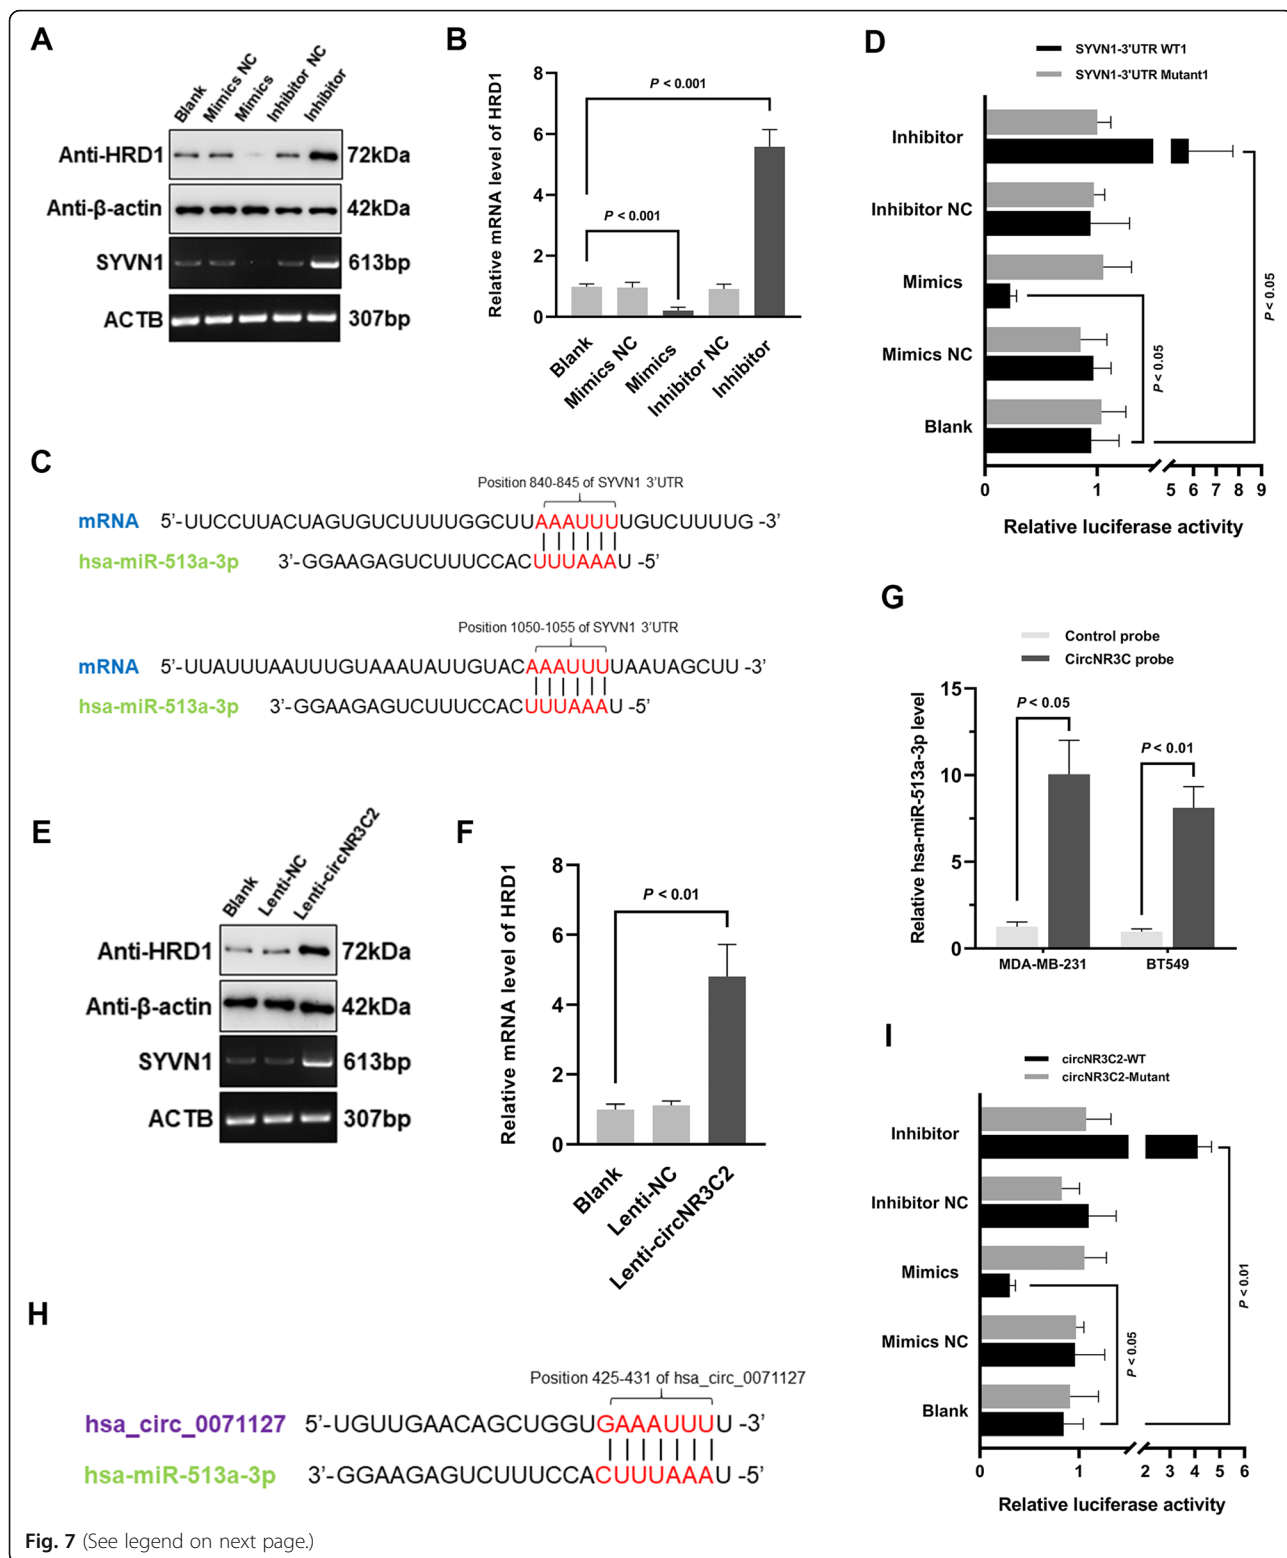 A
Blank
Mimics NC
Mimics
Inhibitor NC
Inhibitor
Anti-HRD1 72kDa
Anti-β-actin 42kDa
SYVN1 613bp
ACTB 307bp
B
Relative mRNA level of HRD1
8
6
4
2
0
P < 0.001
P < 0.001
Blank
Mimics NC
Mimics
Inhibitor NC
Inhibitor
D
SYVN1-3'UTR WT1
SYVN1-3'UTR Mutant1
Inhibitor
Inhibitor NC
Mimics
Mimics NC
Blank
P < 0.05
P < 0.05
0 1 5 6 7 8 9
Relative luciferase activity
C
Position 840-845 of SYVN1 3'UTR
mRNA 5'-UUCCUUACUAGUGUCUUUUGGCUUAAAUUUUGUCUUUUG -3'
hsa-miR-513a-3p 3'-GGAAGAGUCUUUCCACUUUAAAU -5'
Position 1050-1055 of SYVN1 3'UTR
mRNA 5'-UUAUUUAAUUUGUAAAUAUUGUACAAAUUUUAAUAGCUU -3'
hsa-miR-513a-3p 3'-GGAAGAGUCUUUCCACUUUAAAU -5'
G
Control probe
CircNR3C probe
Relative hsa-miR-513a-3p level
15
10
5
0
P < 0.05
P < 0.01
MDA-MB-231 BT549
E
Blank
Lenti-NC
Lenti-circNR3C2
Anti-HRD1 72kDa
Anti-β-actin 42kDa
SYVN1 613bp
ACTB 307bp
F
Relative mRNA level of HRD1
8
6
4
2
0
P < 0.01
Blank
Lenti-NC
Lenti-circNR3C2
I
circNR3C2-WT
circNR3C2-Mutant
Inhibitor
Inhibitor NC
Mimics
Mimics NC
Blank
P < 0.05
P < 0.01
0 1 2 3 4 5 6
Relative luciferase activity
H
Position 425-431 of hsa_circ_0071127
hsa_circ_0071127 5'-UGUUGAACAGCUGGUGAAAUUUU -3'
hsa-miR-513a-3p 3'-GGAAGAGUCUUUCCACUUUAAAU -5'
Fig. 7 (See legend on next page.)